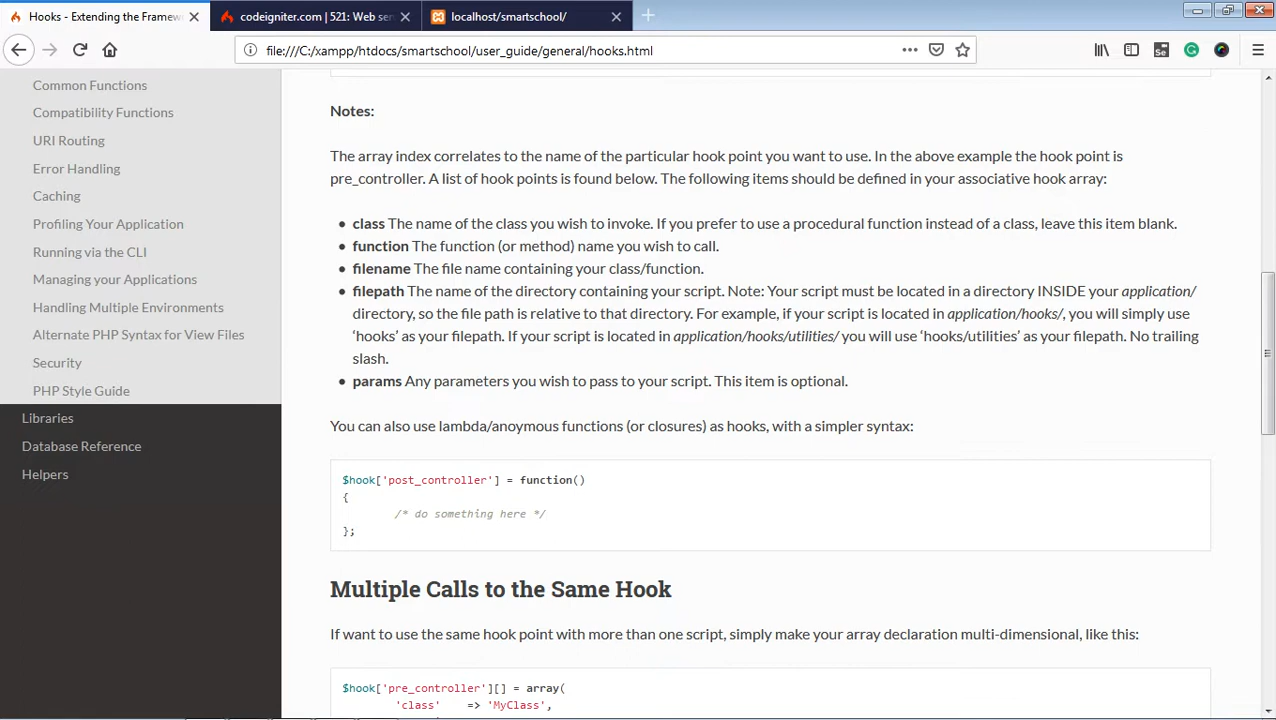 Hooks - Extending the Framew
codeigniter.com | 521: Web ser
localhost/smartschool/
file:///C:/xampp/htdocs/smartschool/user_guide/general/hooks.html
Common Functions
Compatibility Functions
URI Routing
Error Handling
Caching
Profiling Your Application
Running via the CLI
Managing your Applications
Handling Multiple Environments
Alternate PHP Syntax for View Files
Security
PHP Style Guide
Libraries
Database Reference
Helpers
Notes:
The array index correlates to the name of the particular hook point you want to use. In the above example the hook point is
pre_controller. A list of hook points is found below. The following items should be defined in your associative hook array:
• class The name of the class you wish to invoke. If you prefer to use a procedural function instead of a class, leave this item blank.
• function The function (or method) name you wish to call.
• filename The file name containing your class/function.
• filepath The name of the directory containing your script. Note: Your script must be located in a directory INSIDE your application/
directory, so the file path is relative to that directory. For example, if your script is located in application/hooks/, you will simply use
‘hooks’ as your filepath. If your script is located in application/hooks/utilities/ you will use ‘hooks/utilities’ as your filepath. No trailing
slash.
• params Any parameters you wish to pass to your script. This item is optional.
You can also use lambda/anoymous functions (or closures) as hooks, with a simpler syntax:
$hook['post_controller'] = function()
{
/* do something here */
};
Multiple Calls to the Same Hook
If want to use the same hook point with more than one script, simply make your array declaration multi-dimensional, like this:
$hook['pre_controller'][] = array(
'class' => 'MyClass',